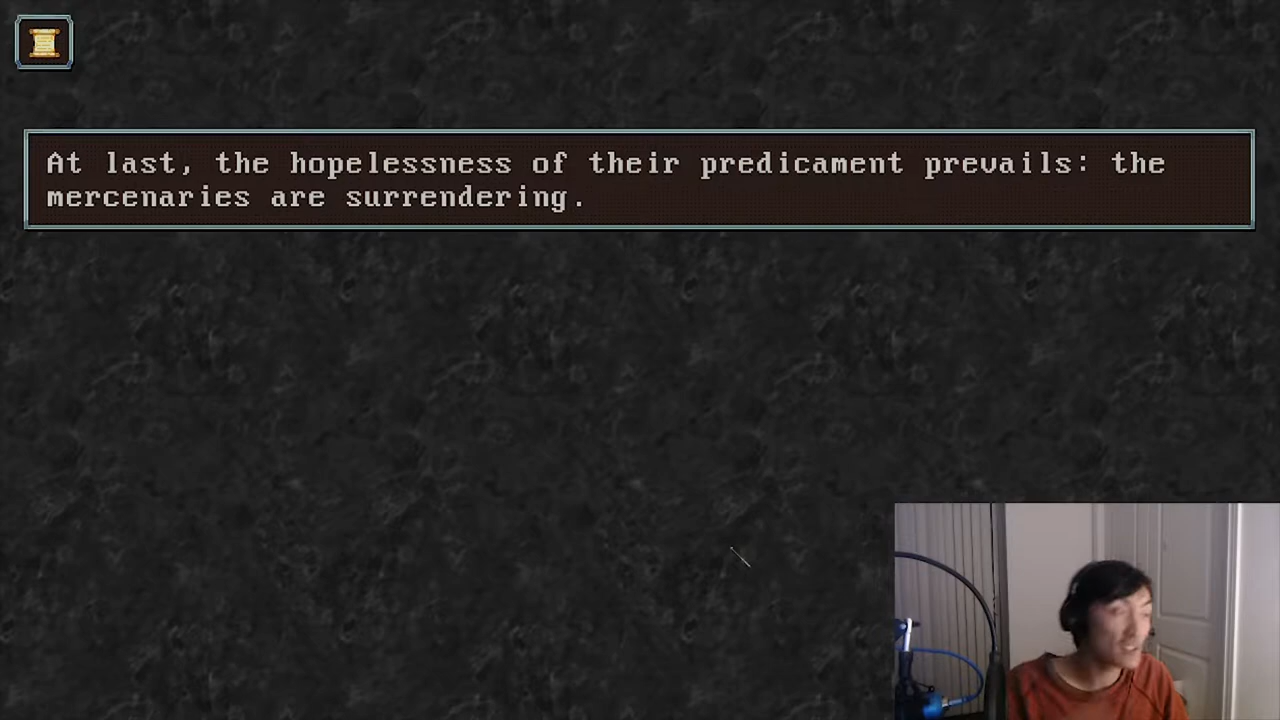 At last, the hopelessness of their predicament prevails: the
mercenaries are surrendering.